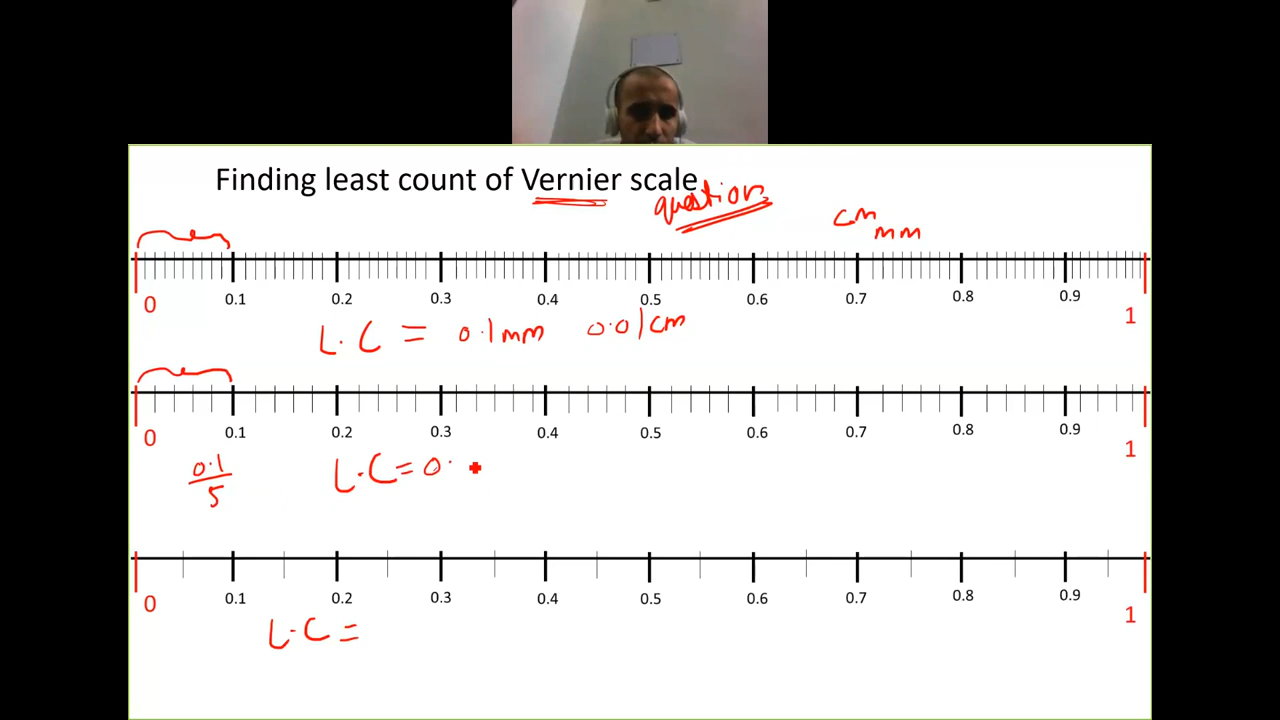 Finding least count of Vernier scale
question
cm
mm
0 0.1 0.2 0.3 0.4 0.5 0.6 0.7 0.8 0.9 1
L.C = 0.1mm 0.01cm
0 0.1 0.2 0.3 0.4 0.5 0.6 0.7 0.8 0.9 1
0.1
5
L.C=0.
0 0.1 0.2 0.3 0.4 0.5 0.6 0.7 0.8 0.9 1
L.C =